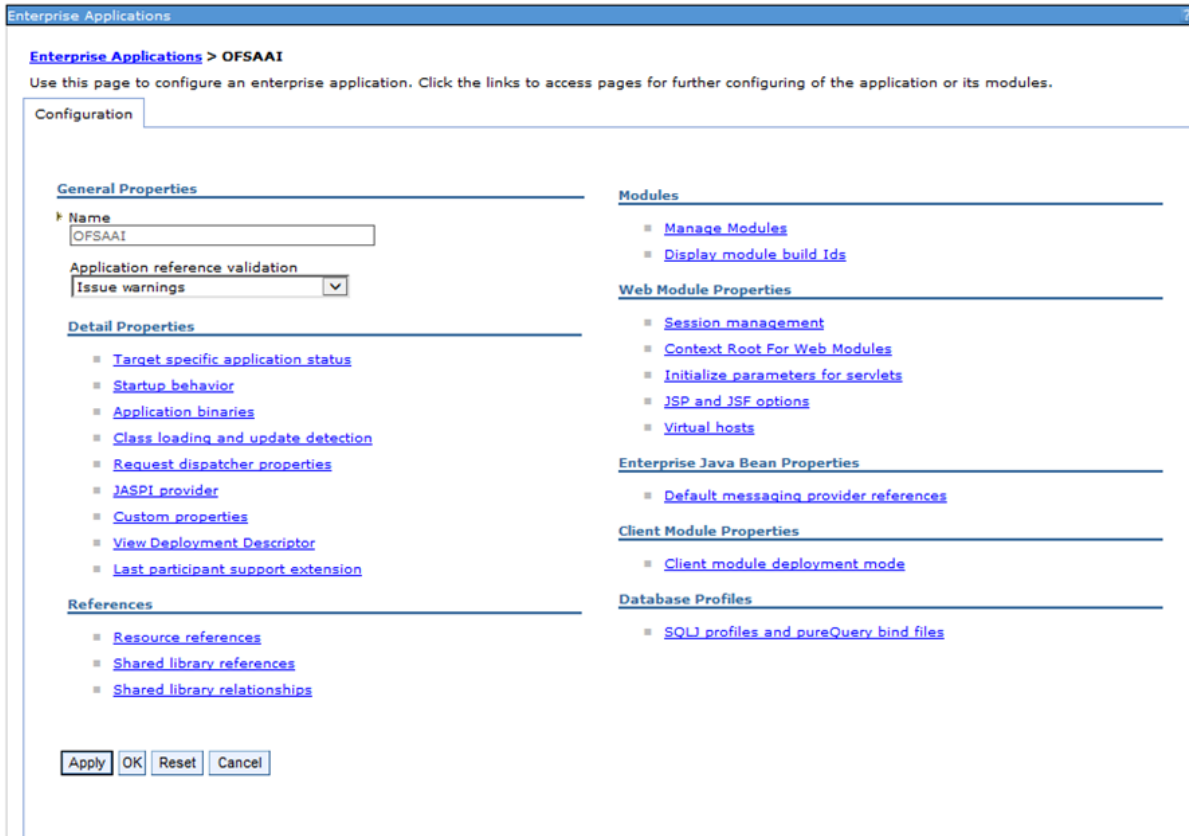 Enterprise Applications
?
Enterprise Applications > OFSAAI
Use this page to configure an enterprise application. Click the links to access pages for further configuring of the application or its modules.
Configuration
General Properties
Name
OFSAAI
Application reference validation
Issue warnings
Detail Properties
Target specific application status
Startup behavior
Application binaries
Class loading and update detection
Request dispatcher properties
JASPI provider
Custom properties
View Deployment Descriptor
Last participant support extension
References
Resource references
Shared library references
Shared library relationships
Modules
Manage Modules
Display module build Ids
Web Module Properties
Session management
Context Root For Web Modules
Initialize parameters for servlets
JSP and JSF options
Virtual hosts
Enterprise Java Bean Properties
Default messaging provider references
Client Module Properties
Client module deployment mode
Database Profiles
SQLJ profiles and pureQuery bind files
Apply OK Reset Cancel